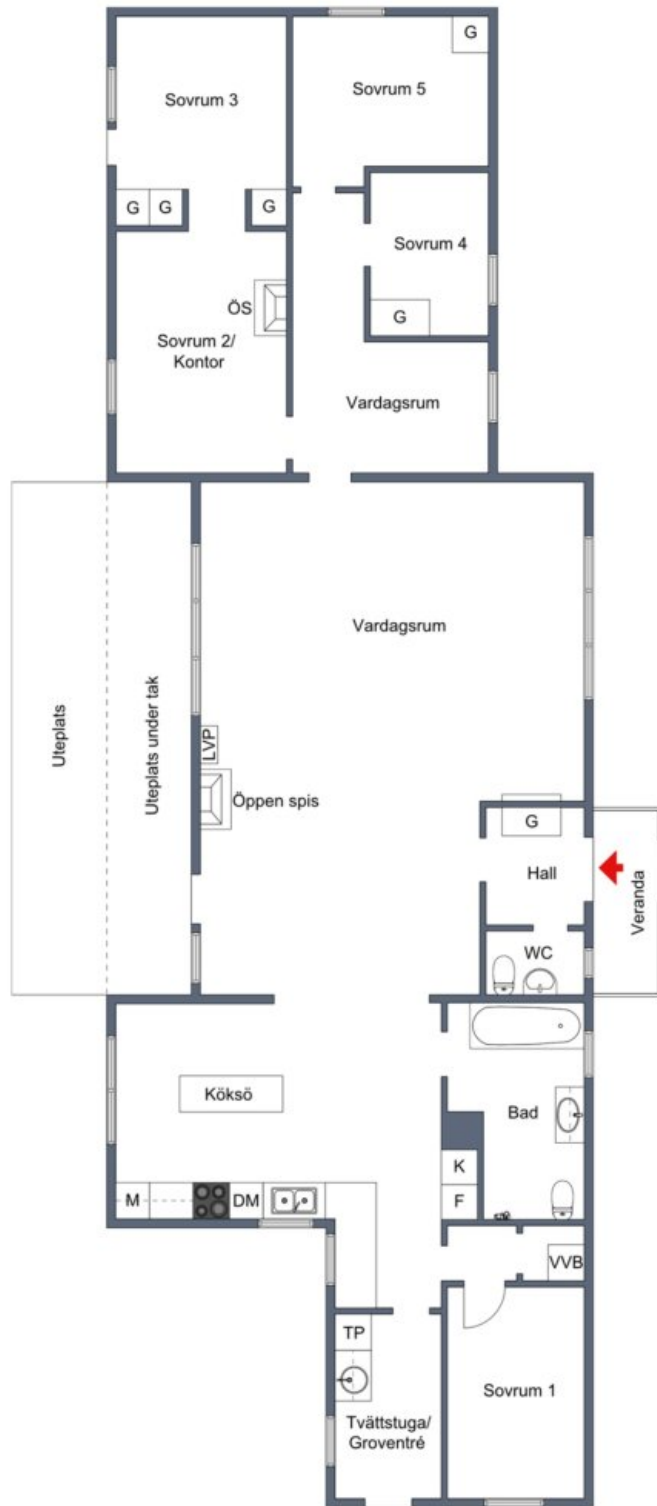 G
Sovrum 3
Sovrum 5
G G
G
Sovrum 4
G
ÖS
Sovrum 2/
Kontor
Vardagsrum
Vardagsrum
Uteplats
Uteplats under tak
LVP
Öppen spis
G
Hall
Veranda
WC
Köksö
Bad
K
F
M
DM
VVB
TP
Sovrum 1
Tvättstuga/
Groventré